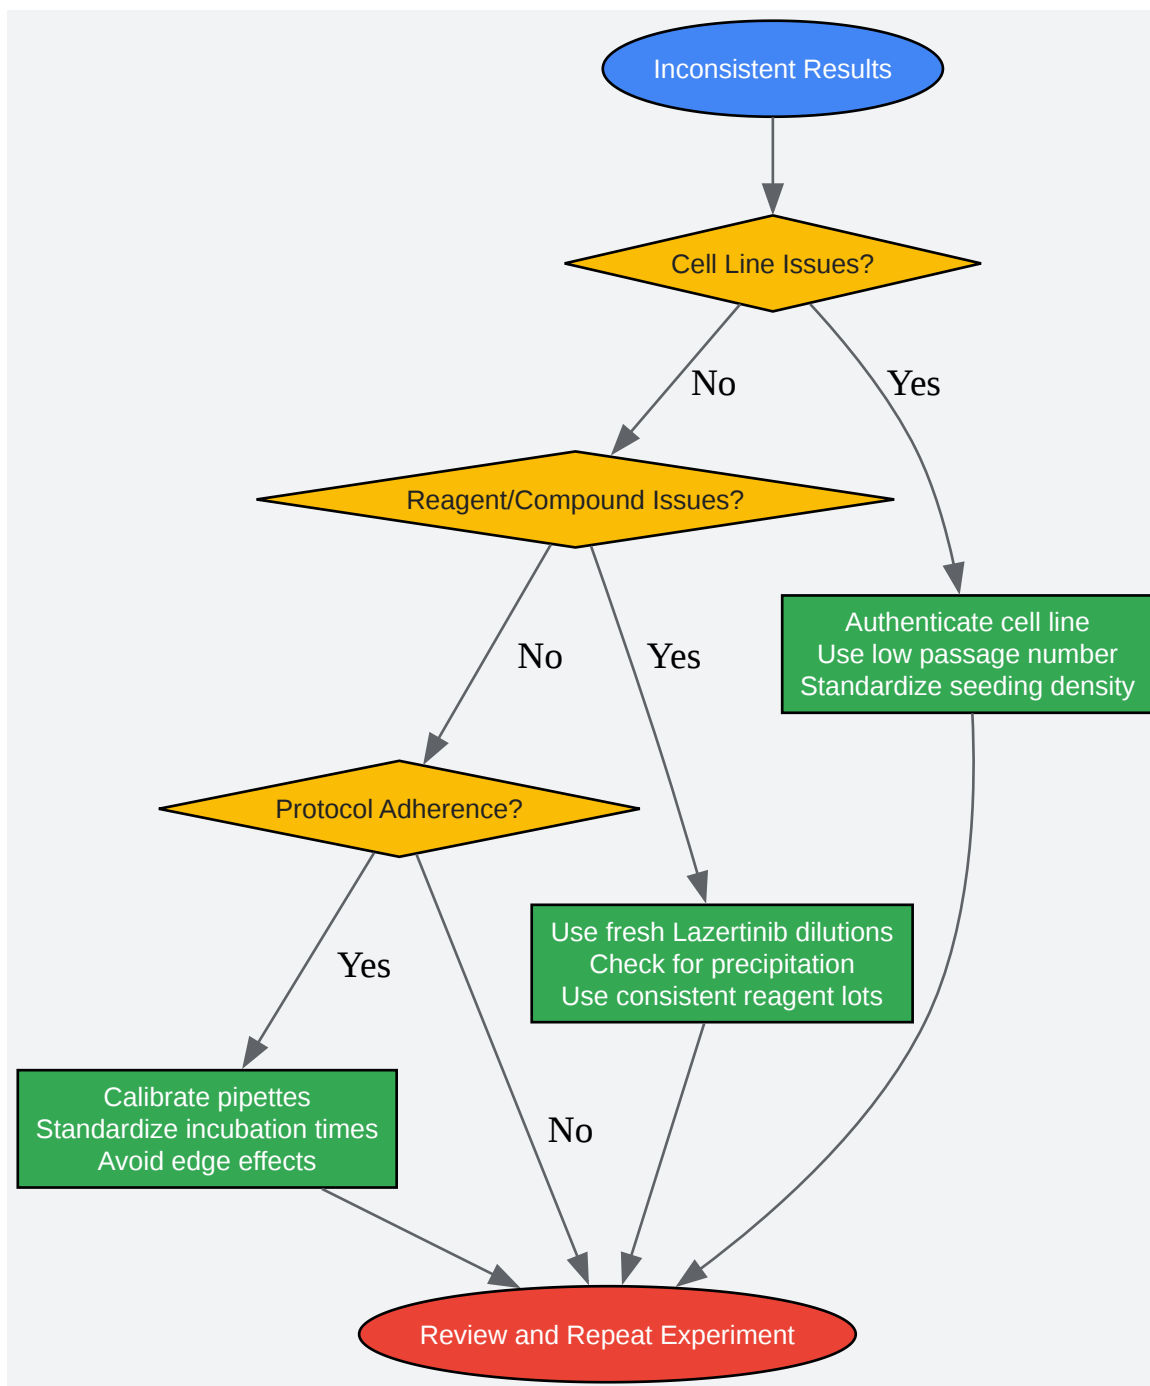 Inconsistent Results
Cell Line Issues?
No
Yes
Reagent/Compound Issues?
Authenticate cell line
Use low passage number
Standardize seeding density
No
Yes
Protocol Adherence?
Use fresh Lazertinib dilutions
Check for precipitation
Use consistent reagent lots
Yes
Calibrate pipettes
Standardize incubation times
Avoid edge effects
No
Review and Repeat Experiment